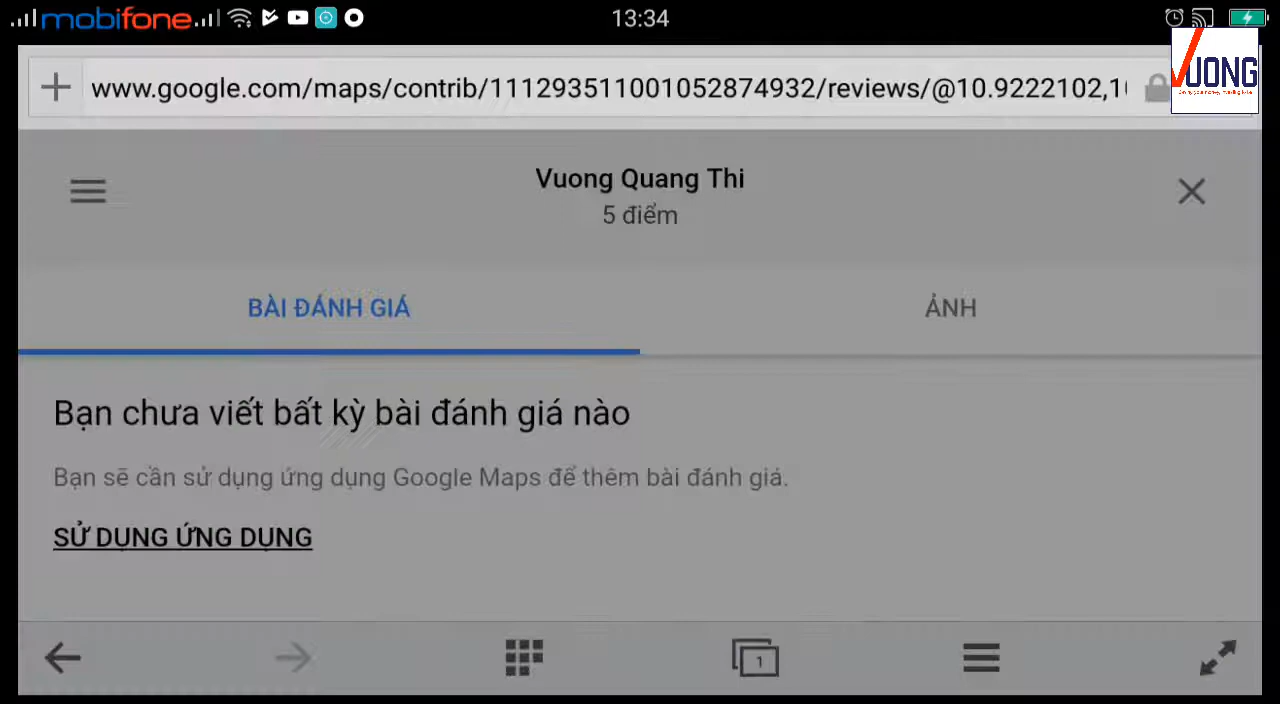 mobifone
13:34
www.google.com/maps/contrib/111293511001052874932/reviews/@10.9222102,1
VUONG
Vuong Quang Thi
5 điểm
BÀI ĐÁNH GIÁ
ẢNH
Bạn chưa viết bất kỳ bài đánh giá nào
Bạn sẽ cần sử dụng ứng dụng Google Maps để thêm bài đánh giá.
SỬ DỤNG ỨNG DỤNG
1